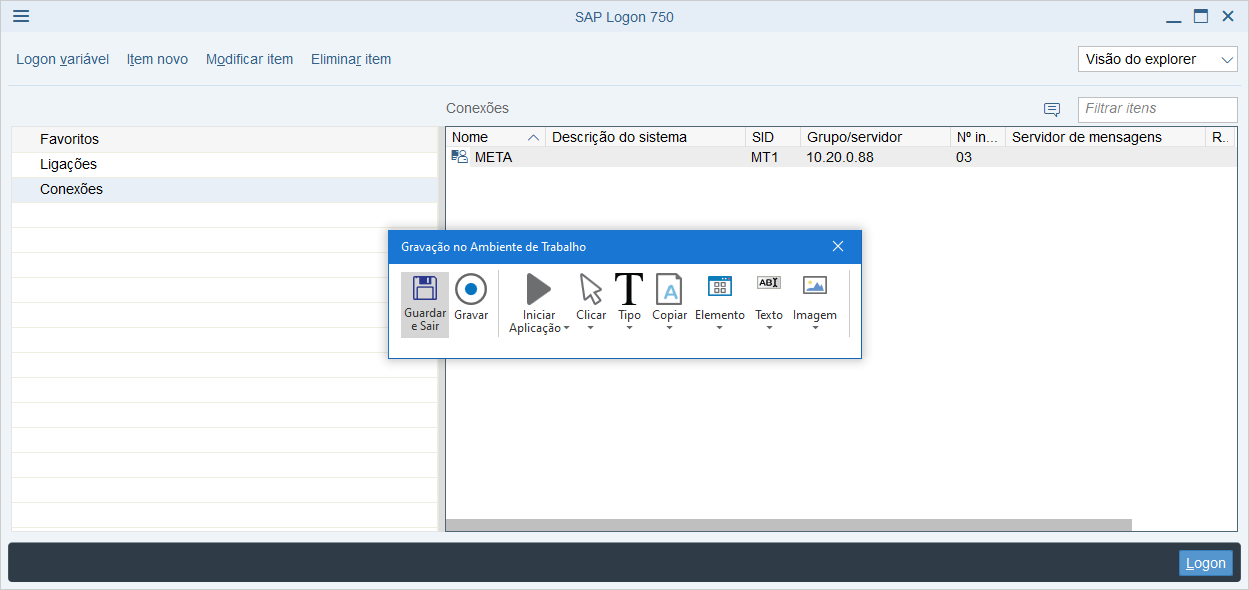 SAP Logon 750
Logon variável Item novo Modificar item Eliminar item Visão do explorer
Conexões Filtrar itens
Favoritos
Ligações
Conexões
Nome Descrição do sistema SID Grupo/servidor Nº in... Servidor de mensagens R..
META MT1 10.20.0.88 03
Gravação no Ambiente de Trabalho
Guardar e Sair
Gravar
Iniciar Aplicação
Clicar
Tipo
Copiar
Elemento
ABI
Texto
Imagem
A
T
Logon